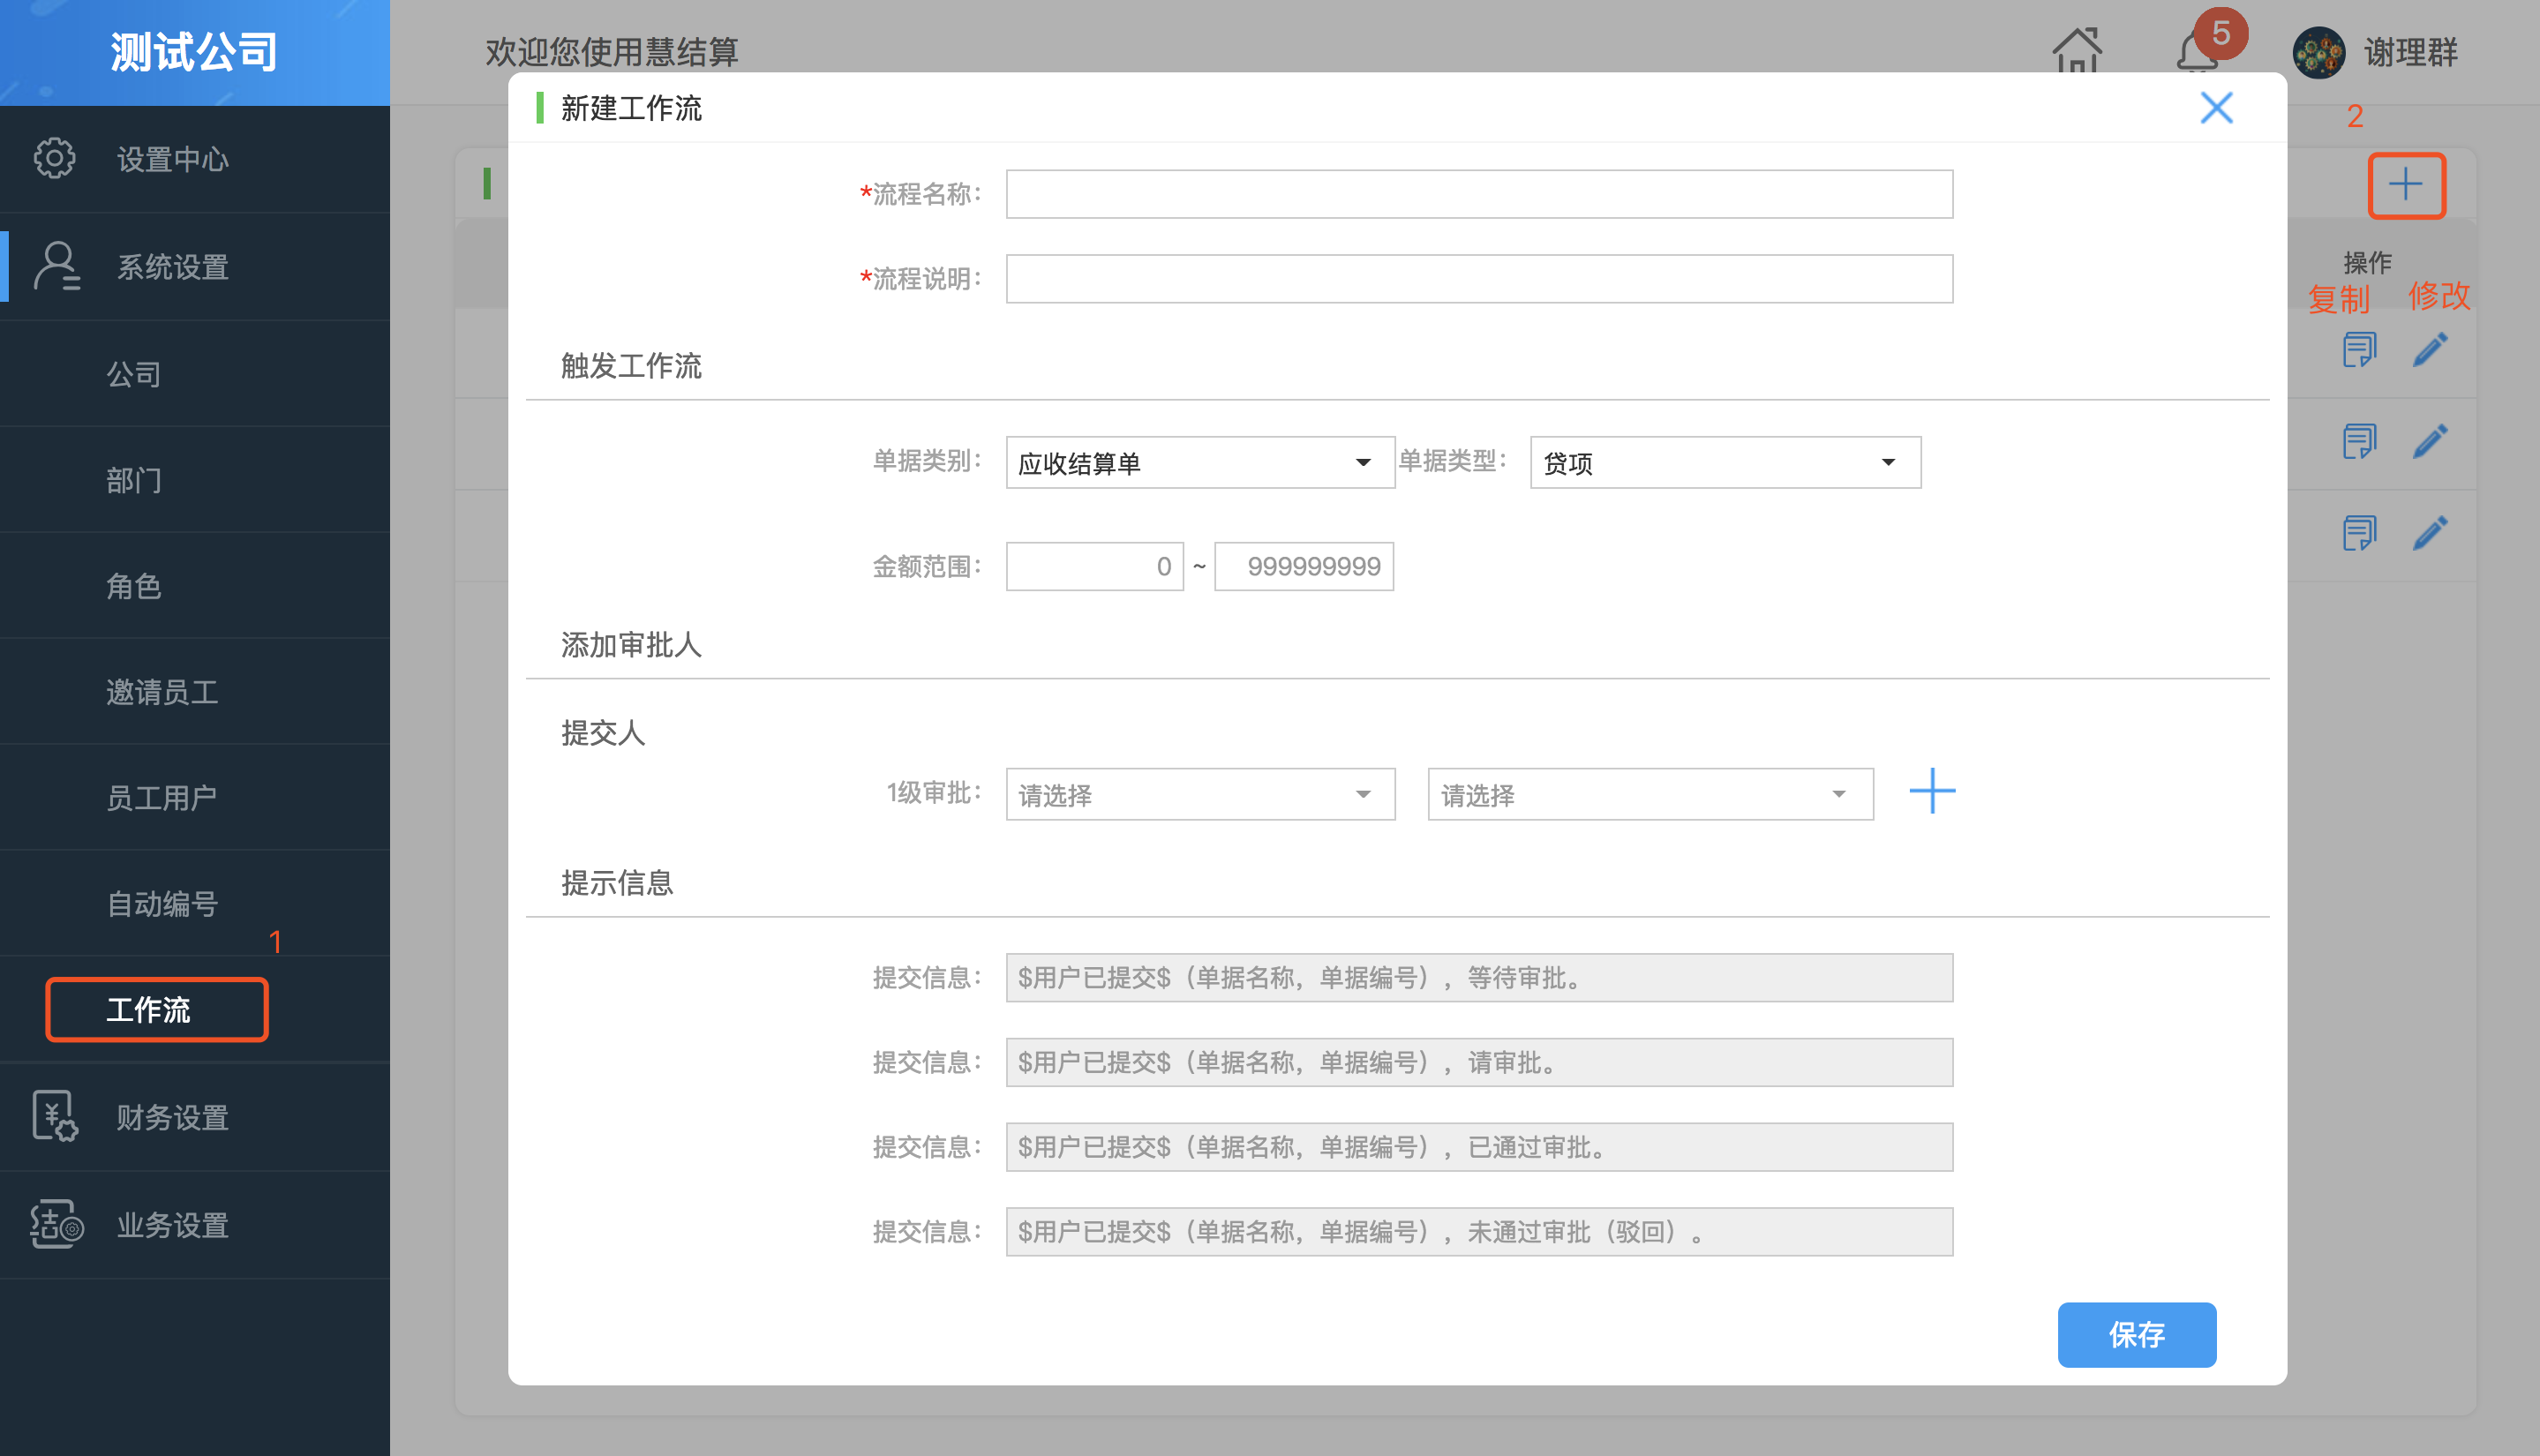 测试公司
欢迎您使用慧结算
5
谢理群
设置中心
系统设置
公司
部门
角色
邀请员工
员工用户
自动编号
1
工作流
财务设置
业务设置
新建工作流
2
*流程名称：
*流程说明：
操作
复制 修改
触发工作流
单据类别： 应收结算单 单据类型： 贷项
金额范围： 0 ~ 999999999
添加审批人
提交人
1级审批： 请选择 请选择
提示信息
提交信息： $用户已提交$（单据名称，单据编号），等待审批。
提交信息： $用户已提交$（单据名称，单据编号），请审批。
提交信息： $用户已提交$（单据名称，单据编号），已通过审批。
提交信息： $用户已提交$（单据名称，单据编号），未通过审批（驳回）。
保存